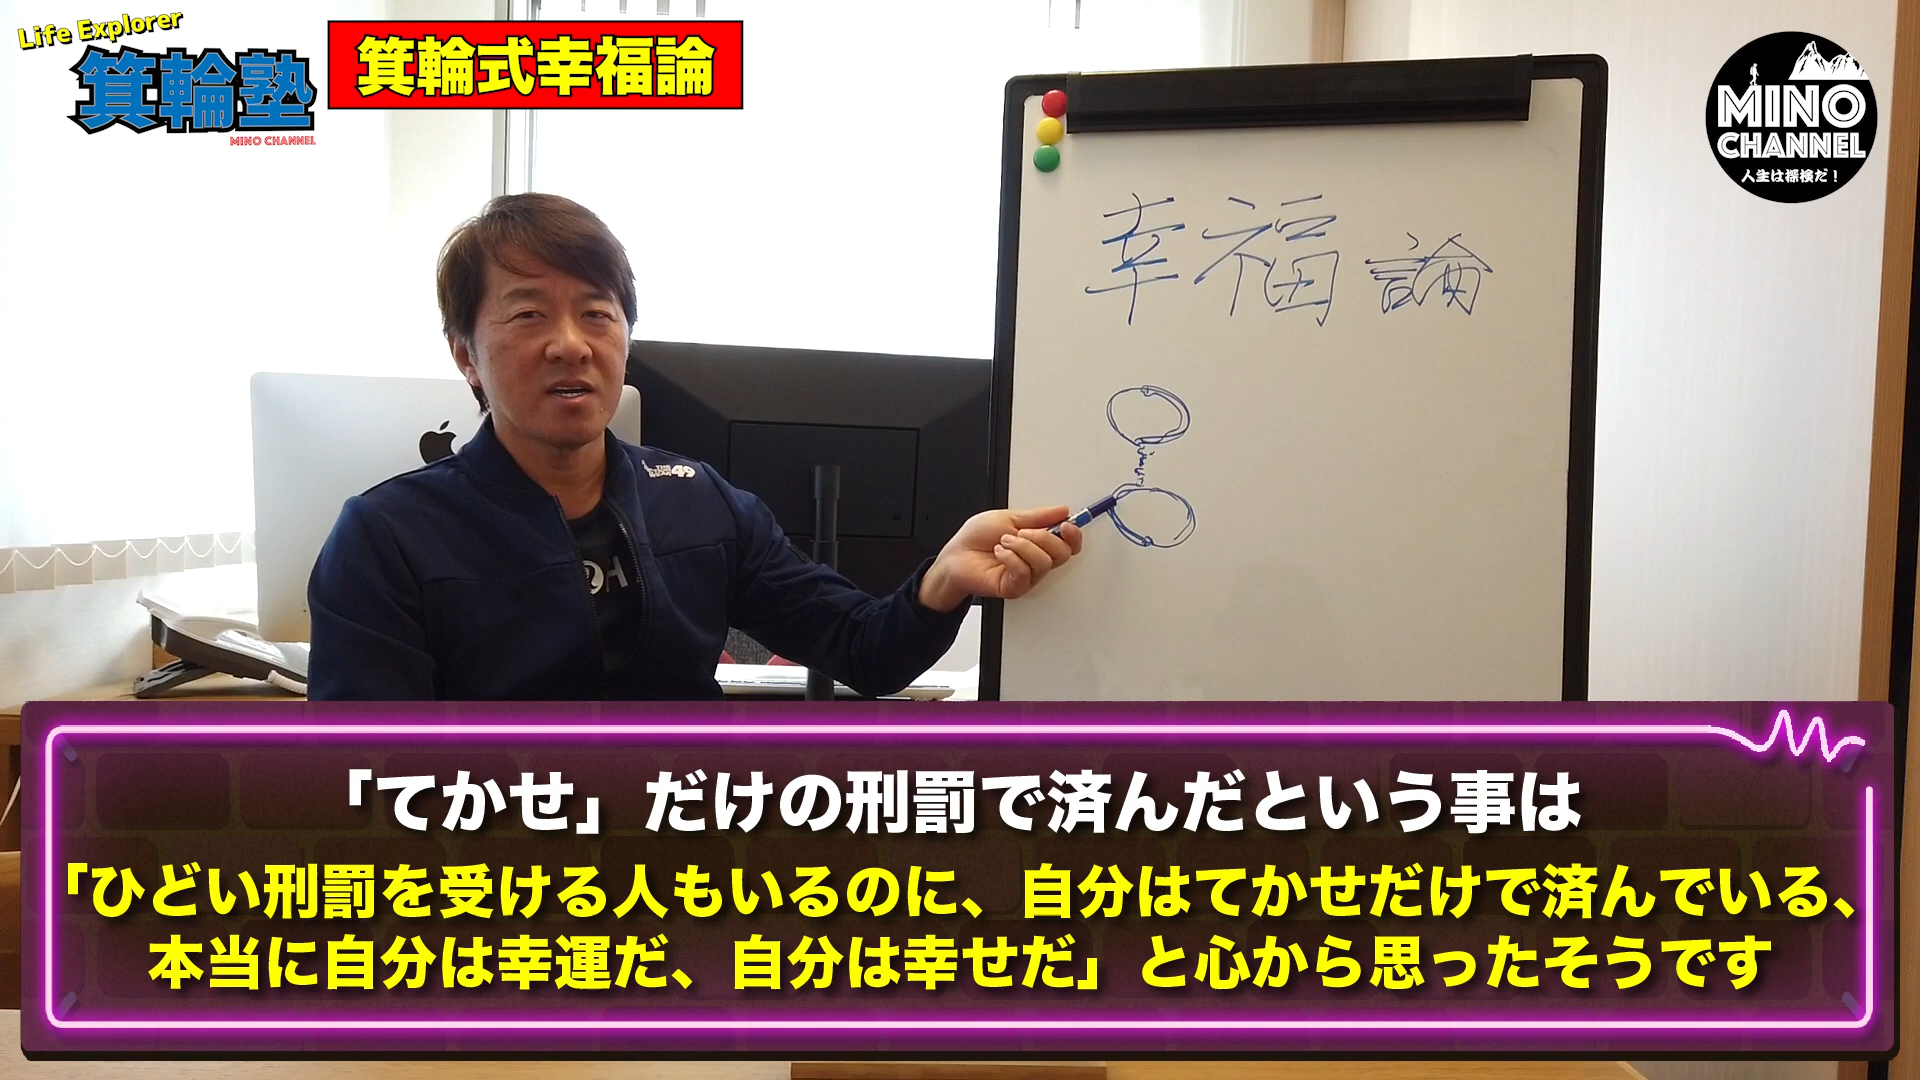 Life Explorer
箕輪塾
MINO CHANNEL
箕輪式幸福論
MINO
CHANNEL
人生は探検だ！
幸福論
49
「てかせ」だけの刑罰で済んだという事は
「ひどい刑罰を受ける人もいるのに、自分はてかせだけで済んでいる、
本当に自分は幸運だ、自分は幸せだ」と心から思ったそうです